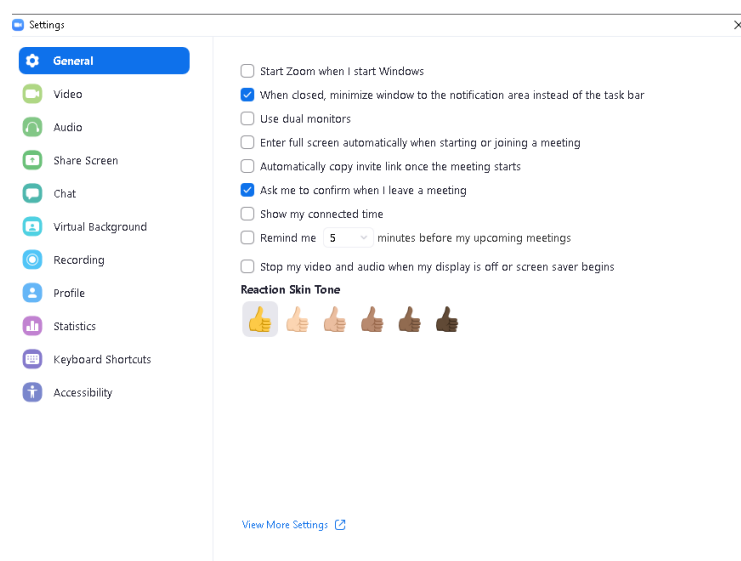 Settings
General
Video
Audio
Share Screen
Chat
Virtual Background
Recording
Profile
Statistics
Keyboard Shortcuts
Accessibility
Start Zoom when I start Windows
When closed, minimize window to the notification area instead of the task bar
Use dual monitors
Enter full screen automatically when starting or joining a meeting
Automatically copy invite link once the meeting starts
Ask me to confirm when I leave a meeting
Show my connected time
Remind me 5 minutes before my upcoming meetings
Stop my video and audio when my display is off or screen saver begins
Reaction Skin Tone
View More Settings